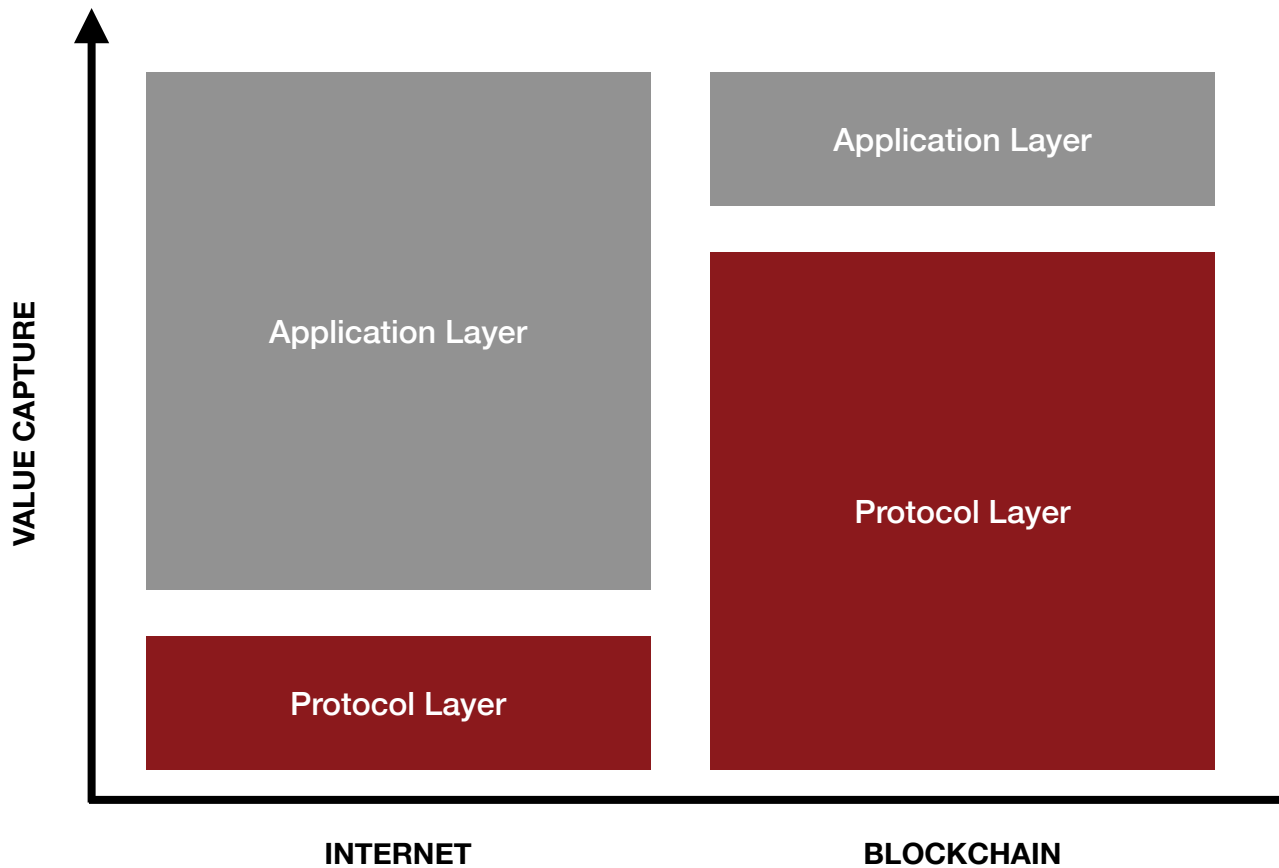 VALUE CAPTURE
Application Layer
Protocol Layer
Application Layer
Protocol Layer
INTERNET
BLOCKCHAIN